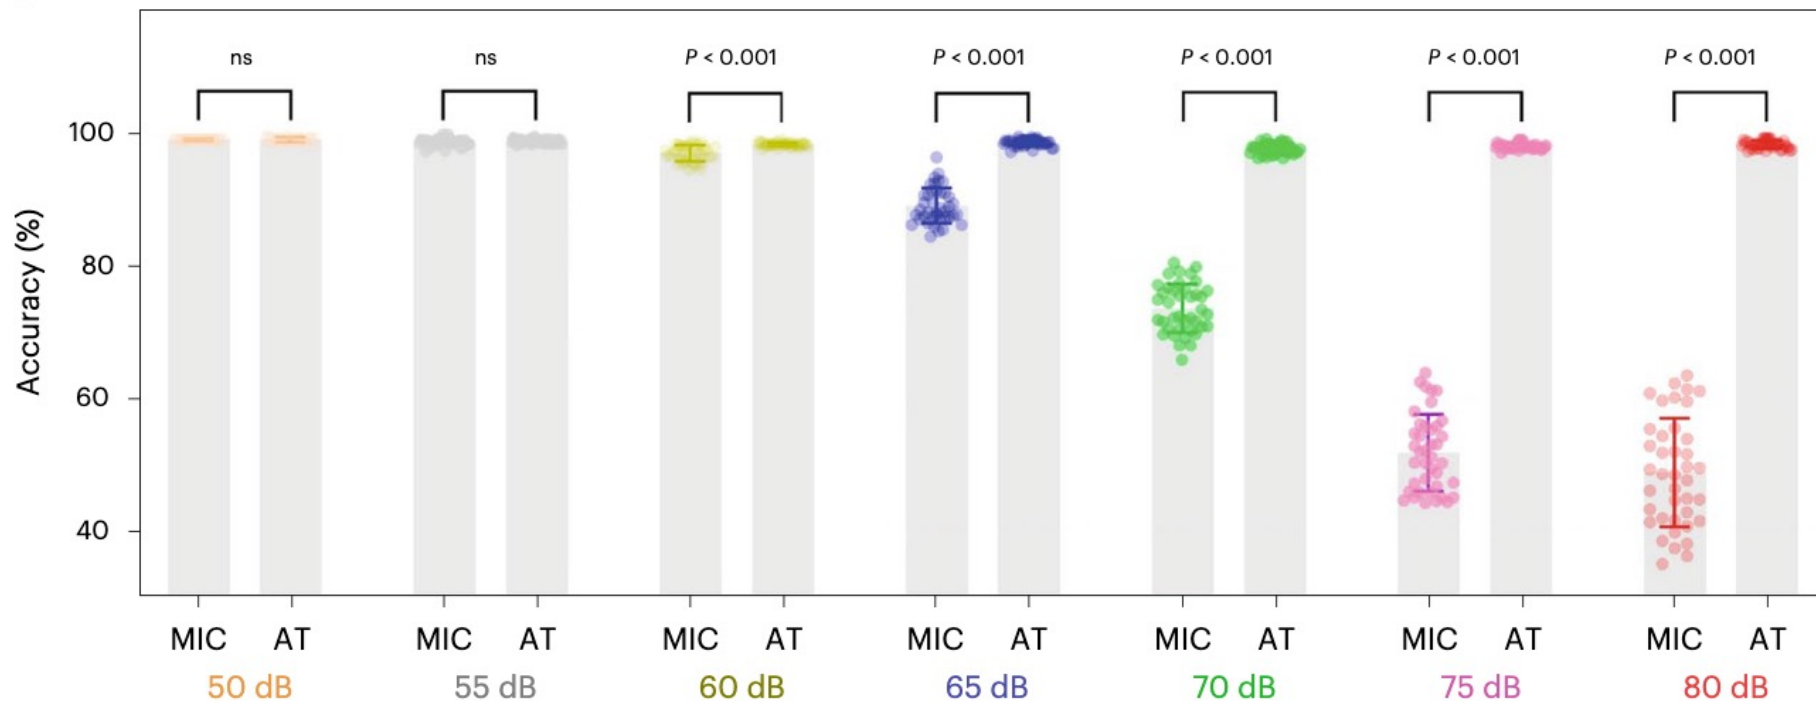 ns ns P < 0.001 P < 0.001 P < 0.001 P < 0.001 P < 0.001
100
80
60
40
Accuracy (%)
MIC AT MIC AT MIC AT MIC AT MIC AT MIC AT MIC AT
50 dB 55 dB 60 dB 65 dB 70 dB 75 dB 80 dB